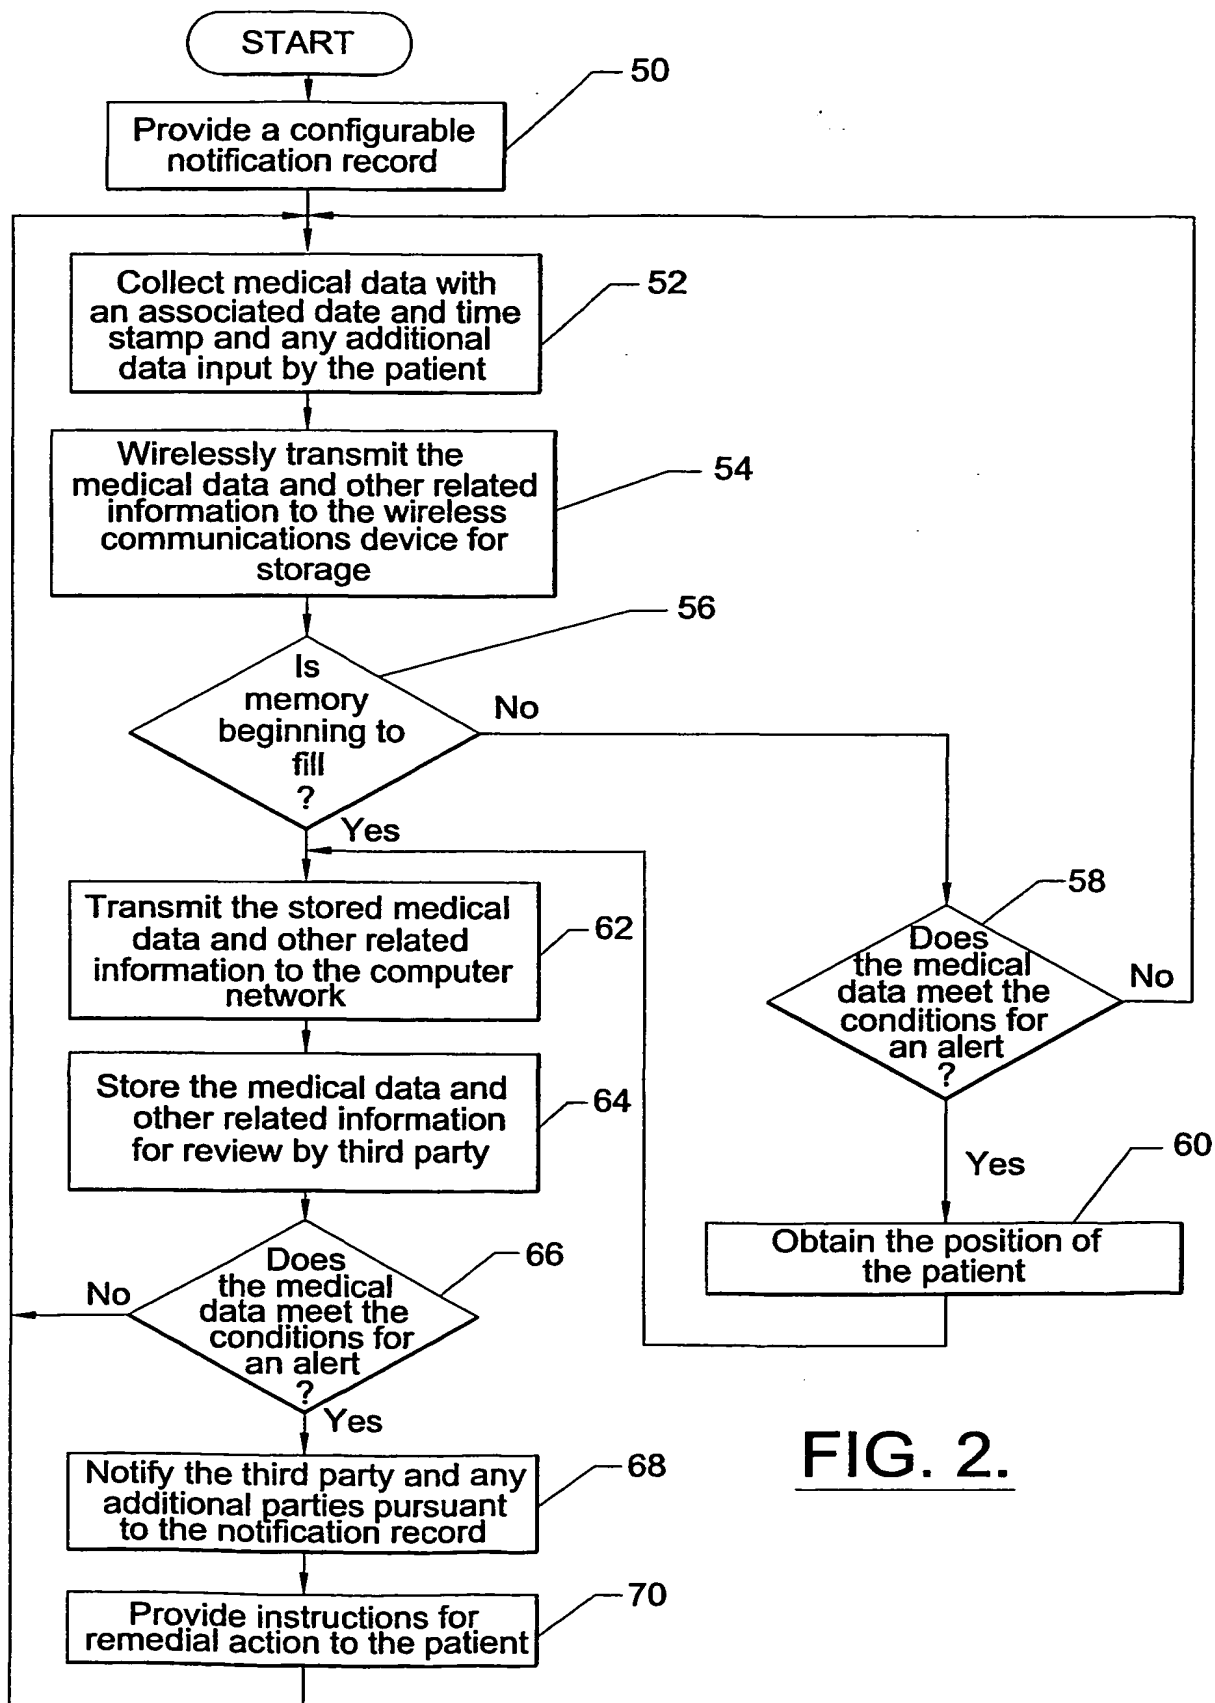 START
50
Provide a configurable
notification record
Collect medical data with
an associated date and time
stamp and any additional
data input by the patient
52
Wirelessly transmit the
medical data and other related
information to the wireless
communications device for
storage
54
56
Is
memory
beginning to
fill
?
No
Yes
58
Does
the medical
data meet the
conditions for
an alert
?
No
Yes
60
Obtain the position of
the patient
Transmit the stored medical
data and other related
information to the computer
network
62
Store the medical data and
other related information
for review by third party
64
66
Does
the medical
data meet the
conditions for
an alert
?
No
Yes
Notify the third party and any
additional parties pursuant
to the notification record
68
Provide instructions for
remedial action to the patient
70
FIG. 2.